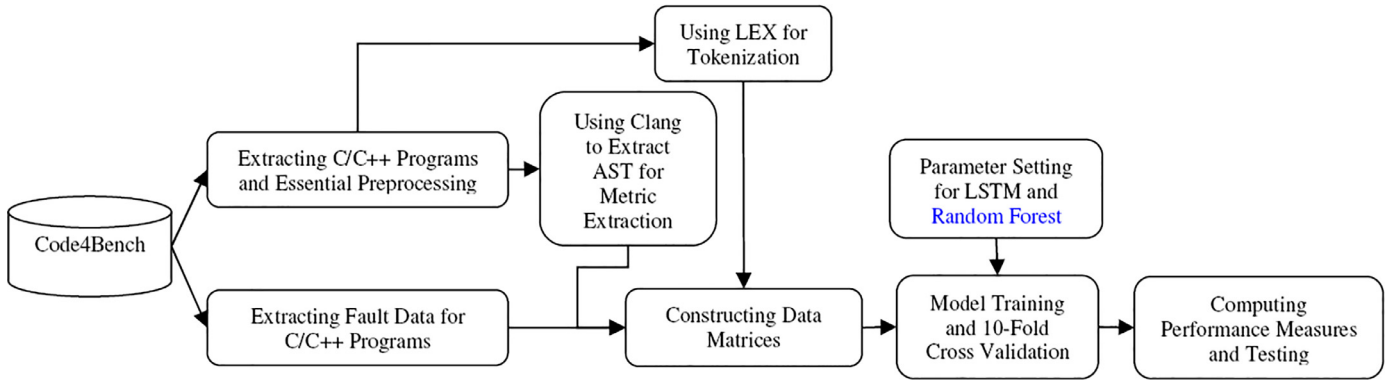 Using LEX for
Tokenization
Using Clang
to Extract
AST for
Metric
Extraction
Extracting C/C++ Programs
and Essential Preprocessing
Parameter Setting
for LSTM and
Random Forest
Code4Bench
Extracting Fault Data for
C/C++ Programs
Constructing Data
Matrices
Model Training
and 10-Fold
Cross Validation
Computing
Performance Measures
and Testing